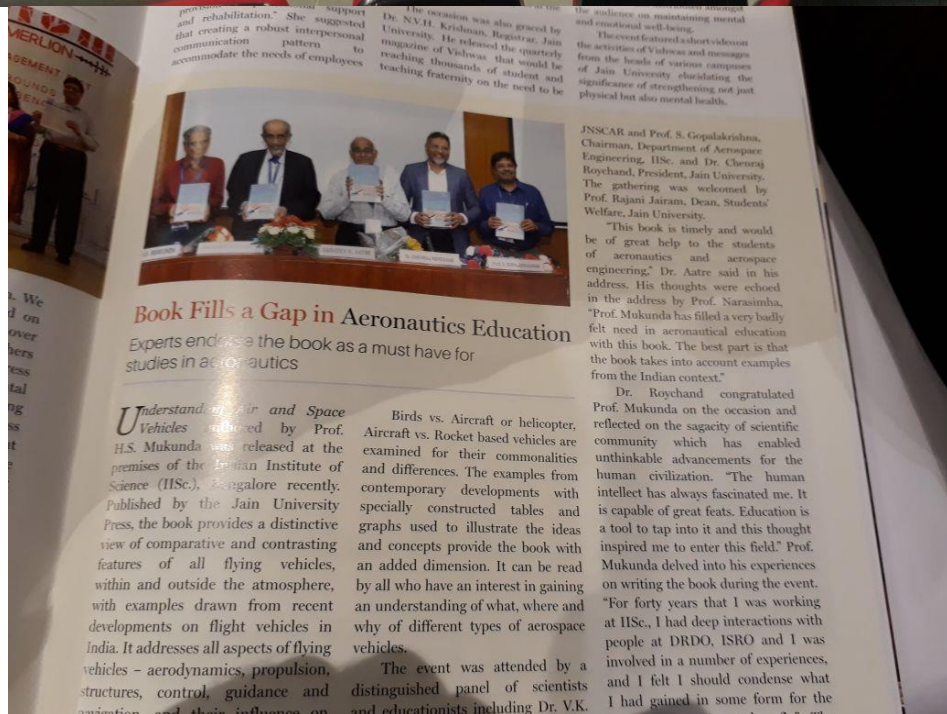 MERLION
AGEMENT
OUNDS
support
and rehabilitation." She suggested
that creating a robust interpersonal
communication pattern to
accommodate the needs of employees
The occasion was also graced by
Dr. N.V.H. Krishnan, Registrar, Jain
University. He released the quarterly
magazine of Vishwas that would be
reaching thousands of student and
teaching fraternity on the need to be
the audience on maintaining mental
and emotional well-being.
The event featured a short video on
the activities of Vishwas and messages
from the heads of various campuses
of Jain University elucidating the
significance of strengthening not just
physical but also mental health.
Book Fills a Gap in Aeronautics Education
Experts endorse the book as a must have for
studies in aeronautics
Understanding Air and Space
Vehicles authored by Prof.
H.S. Mukunda was released at the
premises of the Indian Institute of
Science (IISc.), Bangalore recently.
Published by the Jain University
Press, the book provides a distinctive
view of comparative and contrasting
features of all flying vehicles,
within and outside the atmosphere,
with examples drawn from recent
developments on flight vehicles in
India. It addresses all aspects of flying
vehicles – aerodynamics, propulsion,
structures, control, guidance and
navigation, and their influence on
Birds vs. Aircraft or helicopter,
Aircraft vs. Rocket based vehicles are
examined for their commonalities
and differences. The examples from
contemporary developments with
specially constructed tables and
graphs used to illustrate the ideas
and concepts provide the book with
an added dimension. It can be read
by all who have an interest in gaining
an understanding of what, where and
why of different types of aerospace
vehicles.
The event was attended by a
distinguished panel of scientists
and educationists including Dr. V.K.
JNSCAR and Prof. S. Gopalakrishna,
Chairman, Department of Aerospace
Engineering, IISc. and Dr. Chenraj
Roychand, President, Jain University.
The gathering was welcomed by
Prof. Rajani Jairam, Dean, Students'
Welfare, Jain University.
"This book is timely and would
be of great help to the students
of aeronautics and aerospace
engineering," Dr. Aatre said in his
address. His thoughts were echoed
in the address by Prof. Narasimha,
"Prof. Mukunda has filled a very badly
felt need in aeronautical education
with this book. The best part is that
the book takes into account examples
from the Indian context."
Dr. Roychand congratulated
Prof. Mukunda on the occasion and
reflected on the sagacity of scientific
community which has enabled
unthinkable advancements for the
human civilization. "The human
intellect has always fascinated me. It
is capable of great feats. Education is
a tool to tap into it and this thought
inspired me to enter this field." Prof.
Mukunda delved into his experiences
on writing the book during the event.
"For forty years that I was working
at IISc., I had deep interactions with
people at DRDO, ISRO and I was
involved in a number of experiences,
and I felt I should condense what
I had gained in some form for the